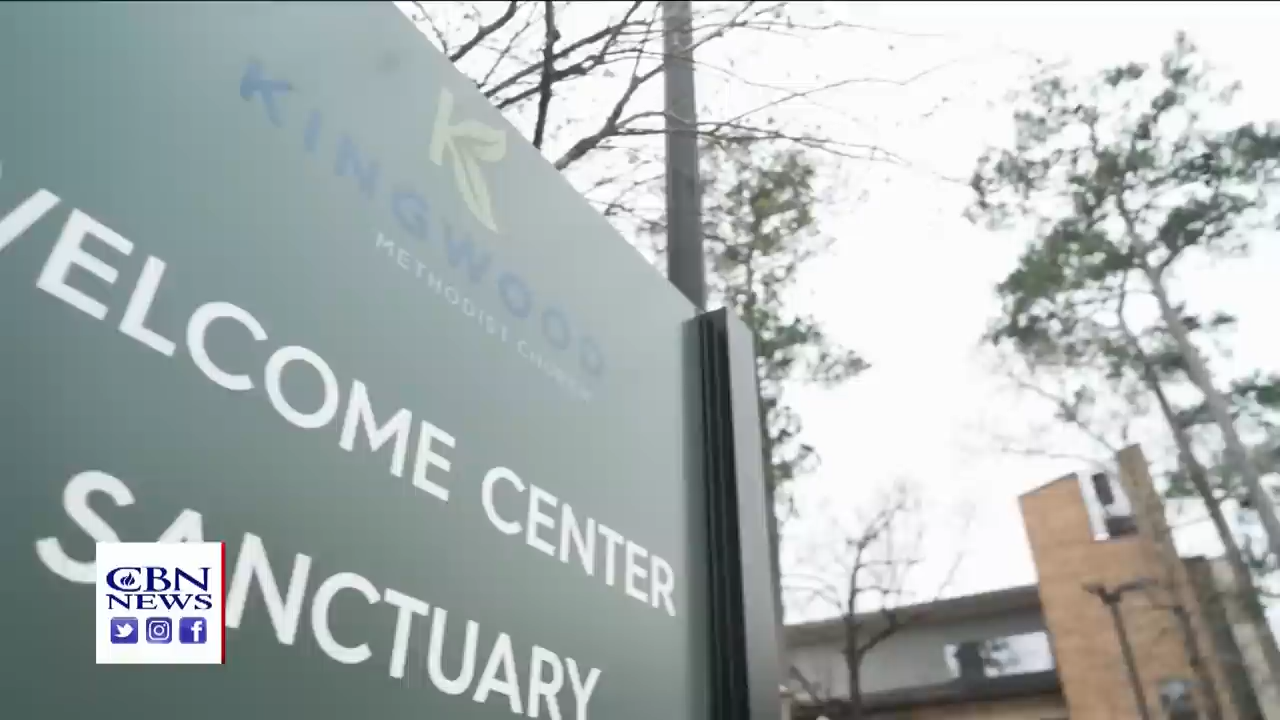 K
KINGWOOD
METHODIST CHURCH
WELCOME CENTER
SANCTUARY
CBN
NEWS